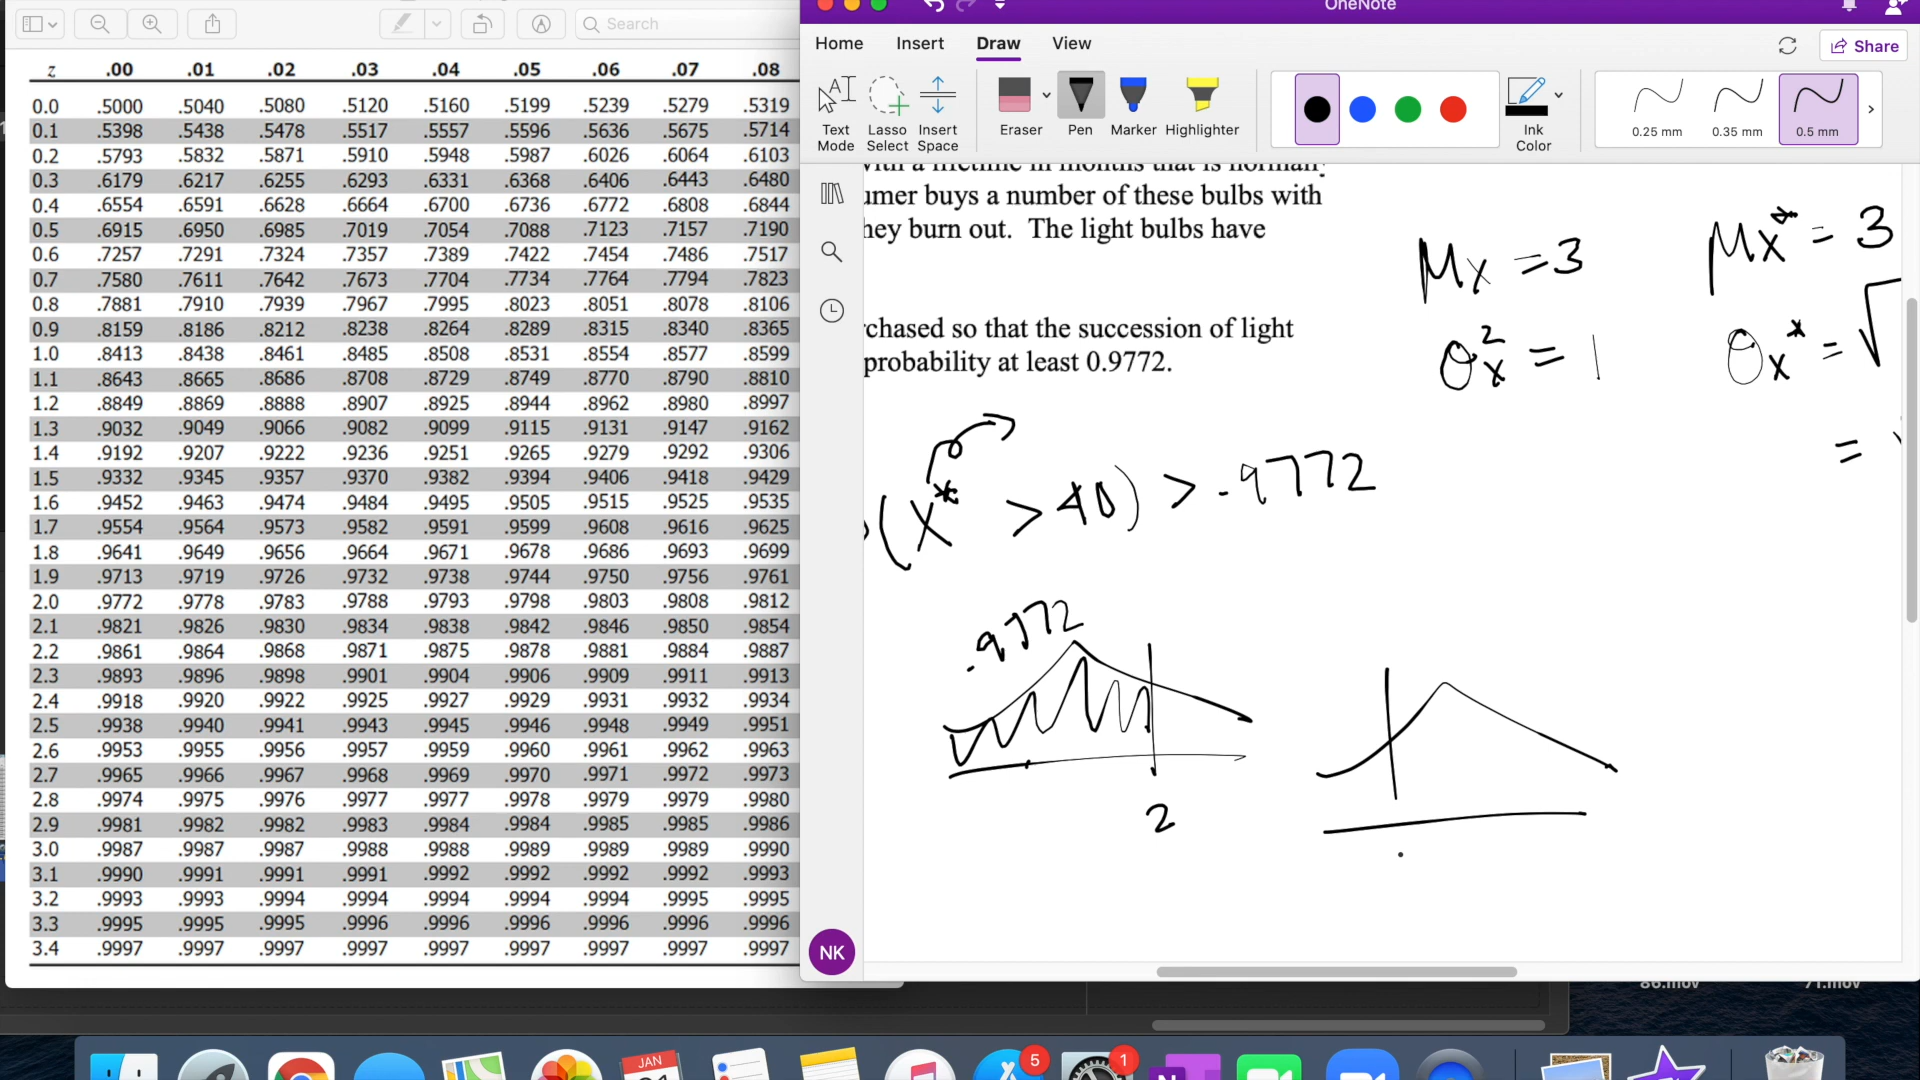 Search
z .00 .01 .02 .03 .04 .05 .06 .07 .08
0.0 .5000 .5040 .5080 .5120 .5160 .5199 .5239 .5279 .5319
0.1 .5398 .5438 .5478 .5517 .5557 .5596 .5636 .5675 .5714
0.2 .5793 .5832 .5871 .5910 .5948 .5987 .6026 .6064 .6103
0.3 .6179 .6217 .6255 .6293 .6331 .6368 .6406 .6443 .6480
0.4 .6554 .6591 .6628 .6664 .6700 .6736 .6772 .6808 .6844
0.5 .6915 .6950 .6985 .7019 .7054 .7088 .7123 .7157 .7190
0.6 .7257 .7291 .7324 .7357 .7389 .7422 .7454 .7486 .7517
0.7 .7580 .7611 .7642 .7673 .7704 .7734 .7764 .7794 .7823
0.8 .7881 .7910 .7939 .7967 .7995 .8023 .8051 .8078 .8106
0.9 .8159 .8186 .8212 .8238 .8264 .8289 .8315 .8340 .8365
1.0 .8413 .8438 .8461 .8485 .8508 .8531 .8554 .8577 .8599
1.1 .8643 .8665 .8686 .8708 .8729 .8749 .8770 .8790 .8810
1.2 .8849 .8869 .8888 .8907 .8925 .8944 .8962 .8980 .8997
1.3 .9032 .9049 .9066 .9082 .9099 .9115 .9131 .9147 .9162
1.4 .9192 .9207 .9222 .9236 .9251 .9265 .9279 .9292 .9306
1.5 .9332 .9345 .9357 .9370 .9382 .9394 .9406 .9418 .9429
1.6 .9452 .9463 .9474 .9484 .9495 .9505 .9515 .9525 .9535
1.7 .9554 .9564 .9573 .9582 .9591 .9599 .9608 .9616 .9625
1.8 .9641 .9649 .9656 .9664 .9671 .9678 .9686 .9693 .9699
1.9 .9713 .9719 .9726 .9732 .9738 .9744 .9750 .9756 .9761
2.0 .9772 .9778 .9783 .9788 .9793 .9798 .9803 .9808 .9812
2.1 .9821 .9826 .9830 .9834 .9838 .9842 .9846 .9850 .9854
2.2 .9861 .9864 .9868 .9871 .9875 .9878 .9881 .9884 .9887
2.3 .9893 .9896 .9898 .9901 .9904 .9906 .9909 .9911 .9913
2.4 .9918 .9920 .9922 .9925 .9927 .9929 .9931 .9932 .9934
2.5 .9938 .9940 .9941 .9943 .9945 .9946 .9948 .9949 .9951
2.6 .9953 .9955 .9956 .9957 .9959 .9960 .9961 .9962 .9963
2.7 .9965 .9966 .9967 .9968 .9969 .9970 .9971 .9972 .9973
2.8 .9974 .9975 .9976 .9977 .9977 .9978 .9979 .9979 .9980
2.9 .9981 .9982 .9982 .9983 .9984 .9984 .9985 .9985 .9986
3.0 .9987 .9987 .9987 .9988 .9988 .9989 .9989 .9989 .9990
3.1 .9990 .9991 .9991 .9991 .9992 .9992 .9992 .9992 .9993
3.2 .9993 .9993 .9994 .9994 .9994 .9994 .9994 .9995 .9995
3.3 .9995 .9995 .9995 .9996 .9996 .9996 .9996 .9996 .9996
3.4 .9997 .9997 .9997 .9997 .9997 .9997 .9997 .9997 .9997
OneNote
Home Insert Draw View
Share
Text Mode Lasso Select Insert Space Eraser Pen Marker Highlighter Ink Color 0.25 mm 0.35 mm 0.5 mm
with a lifetime in months that is normal
umer buys a number of these bulbs with
hey burn out. The light bulbs have
rchased so that the succession of light
probability at least 0.9772.
μx = 3
σx² = 1
μx* = 3
σx* = √
=
(X* > 40) > .9772
.9772
2
NK
86.mov
71.mov
JAN
5
1
N